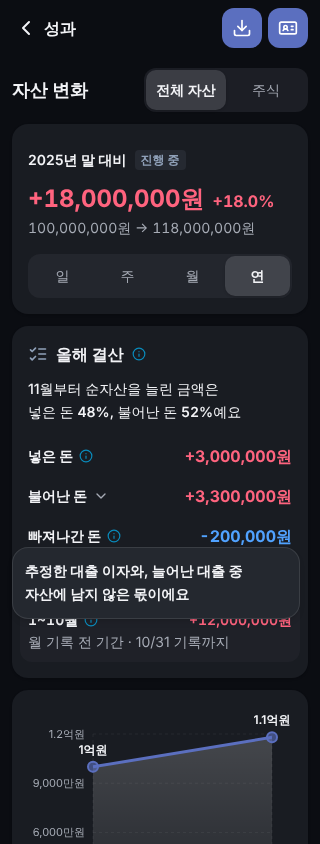 성과
자산 변화
전체 자산
주식
2025년 말 대비
진행 중
+18,000,000원 +18.0%
100,000,000원 → 118,000,000원
일
주
월
연
올해 결산
11월부터 순자산을 늘린 금액은
넣은 돈 48%, 불어난 돈 52%예요
넣은 돈
+3,000,000원
불어난 돈
+3,300,000원
빠져나간 돈
-200,000원
추정한 대출 이자와, 늘어난 대출 중
자산에 남지 않은 몫이에요
1~10월
+12,000,000원
월 기록 전 기간 · 10/31 기록까지
1.1억원
1.2억원
1억원
9,000만원
6,000만원